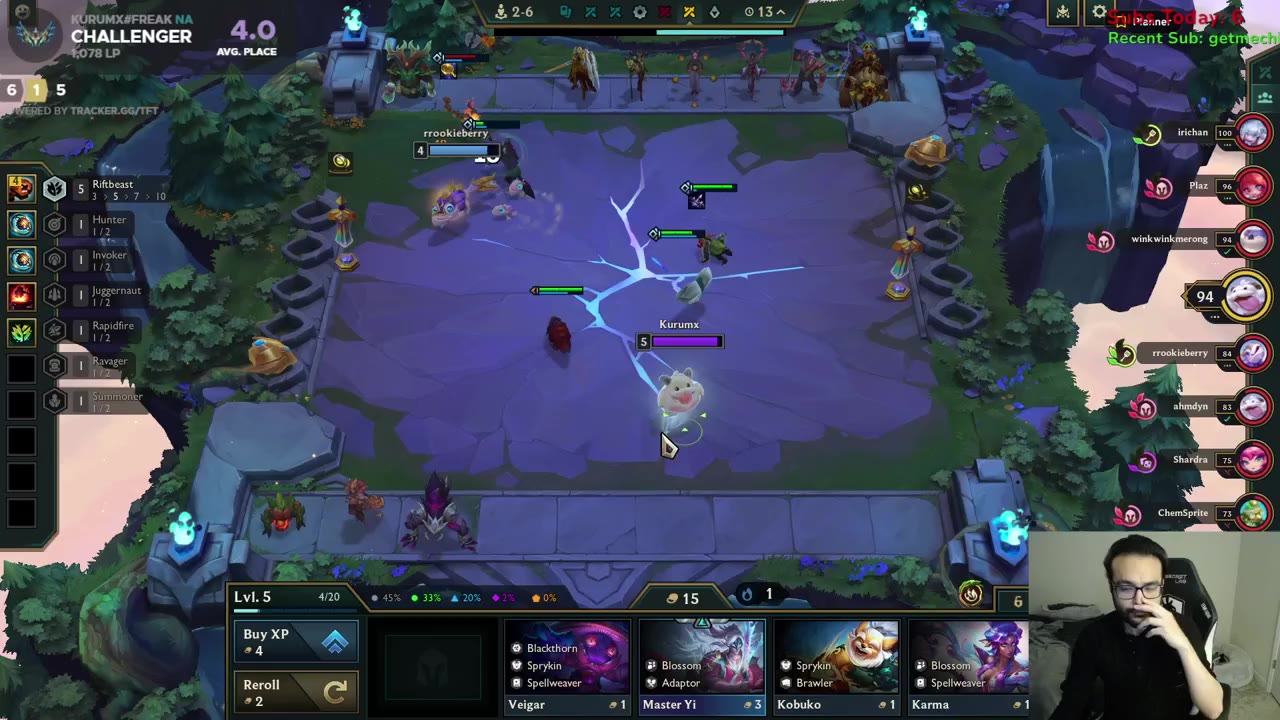 KURUMX#FREAK NA
CHALLENGER
1,078 LP
4.0
AVG. PLACE
6 1 5
WERED BY TRACKER.GG/TFT
2-6
13
Subs Today: 6
Planner
Recent Sub: getmech
5 Riftbeast
3 > 5 > 7 > 10
1 Hunter
1 / 2
1 Invoker
1 / 2
1 Juggernaut
1 / 2
1 Rapidfire
1 / 2
1 Ravager
1 / 2
1 Summoner
1 / 2
rrookieberry
4
Kurumx
5
irichan 100
Plaz 96
winkwinkmerong 94
94
rrookieberry 84
ahmdyn 83
Shardra 75
ChemSprite 73
SECRET LAB
Lvl. 5 4/20
45% 33% 20% 2% 0%
15
1
6
Buy XP
4
Reroll
2
Blackthorn
Sprykin
Spellweaver
Veigar 1
Blossom
Adaptor
Master Yi 3
Sprykin
Brawler
Kobuko 1
Blossom
Spellweaver
Karma 1